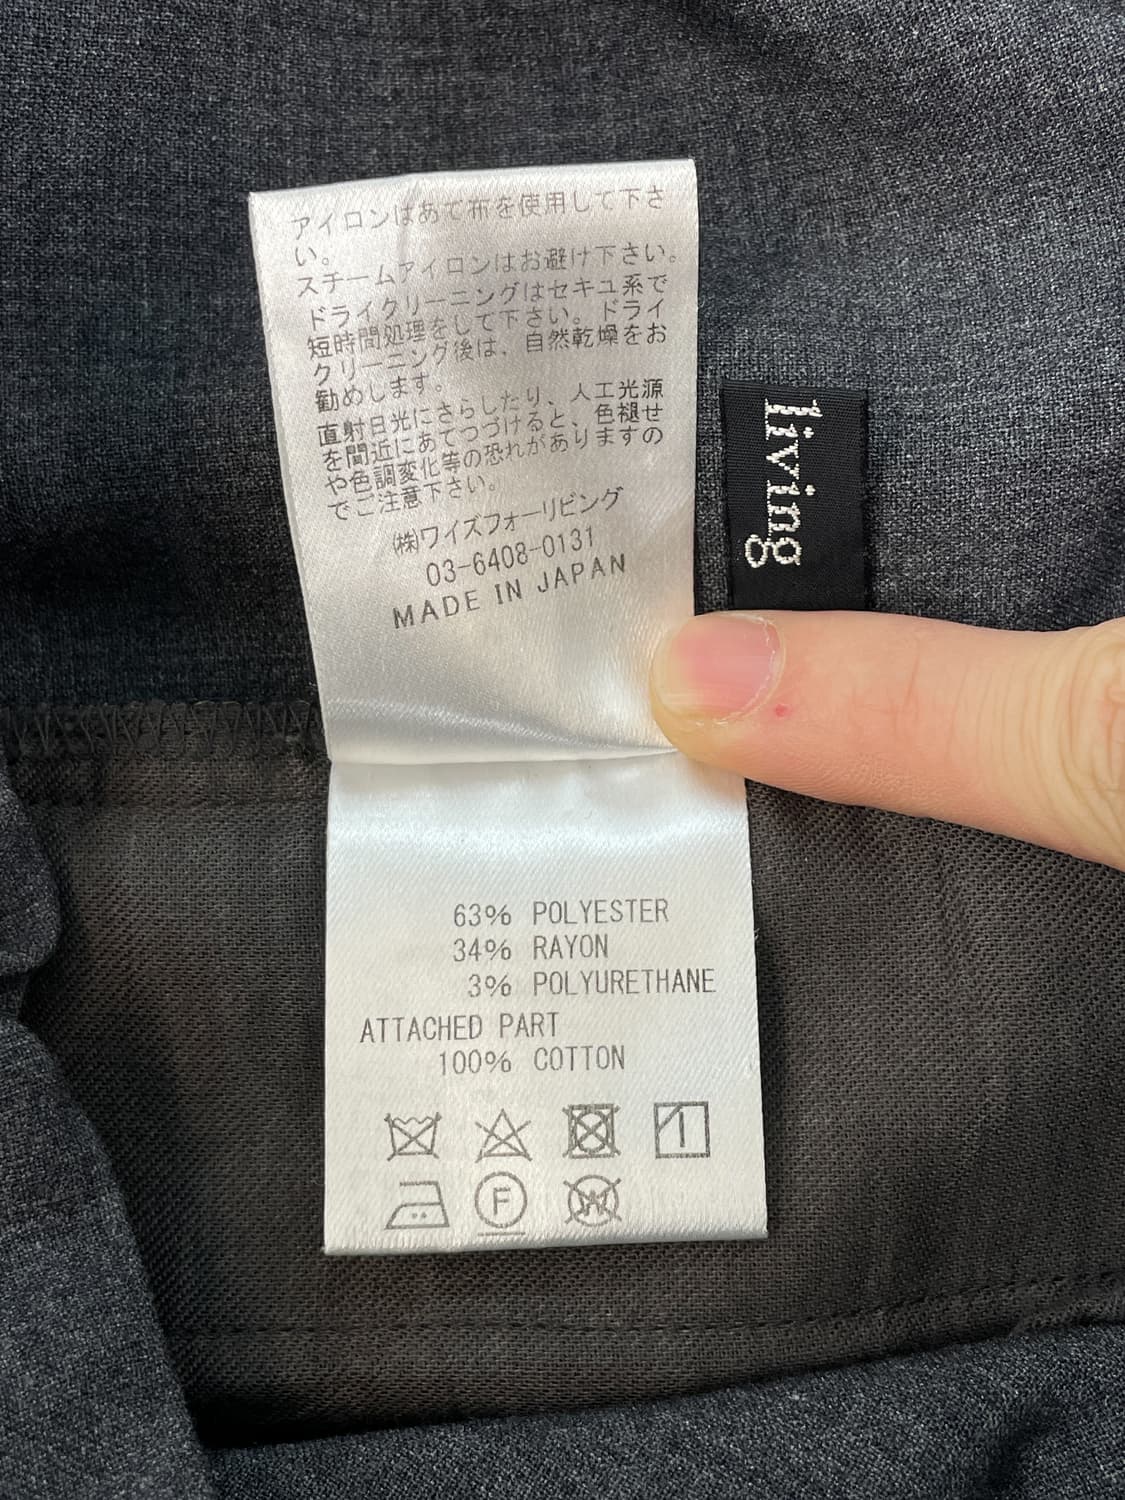 アイロンはあて布を使用して下さ
い。
スチームアイロンはお避け下さい。
ドライクリーニングはセキユ系で
短時間処理をして下さい。ドライ
クリーニング後は、自然乾燥をお
勧めします。
直射日光にさらしたり、人工光源
を間近にあてつづけると、色褪せ
や色調変化等の恐れがありますの
でご注意下さい。
㈱ワイズフォーリビング
03-6408-0131
MADE IN JAPAN
living
63% POLYESTER
34% RAYON
3% POLYURETHANE
ATTACHED PART
100% COTTON
F
W